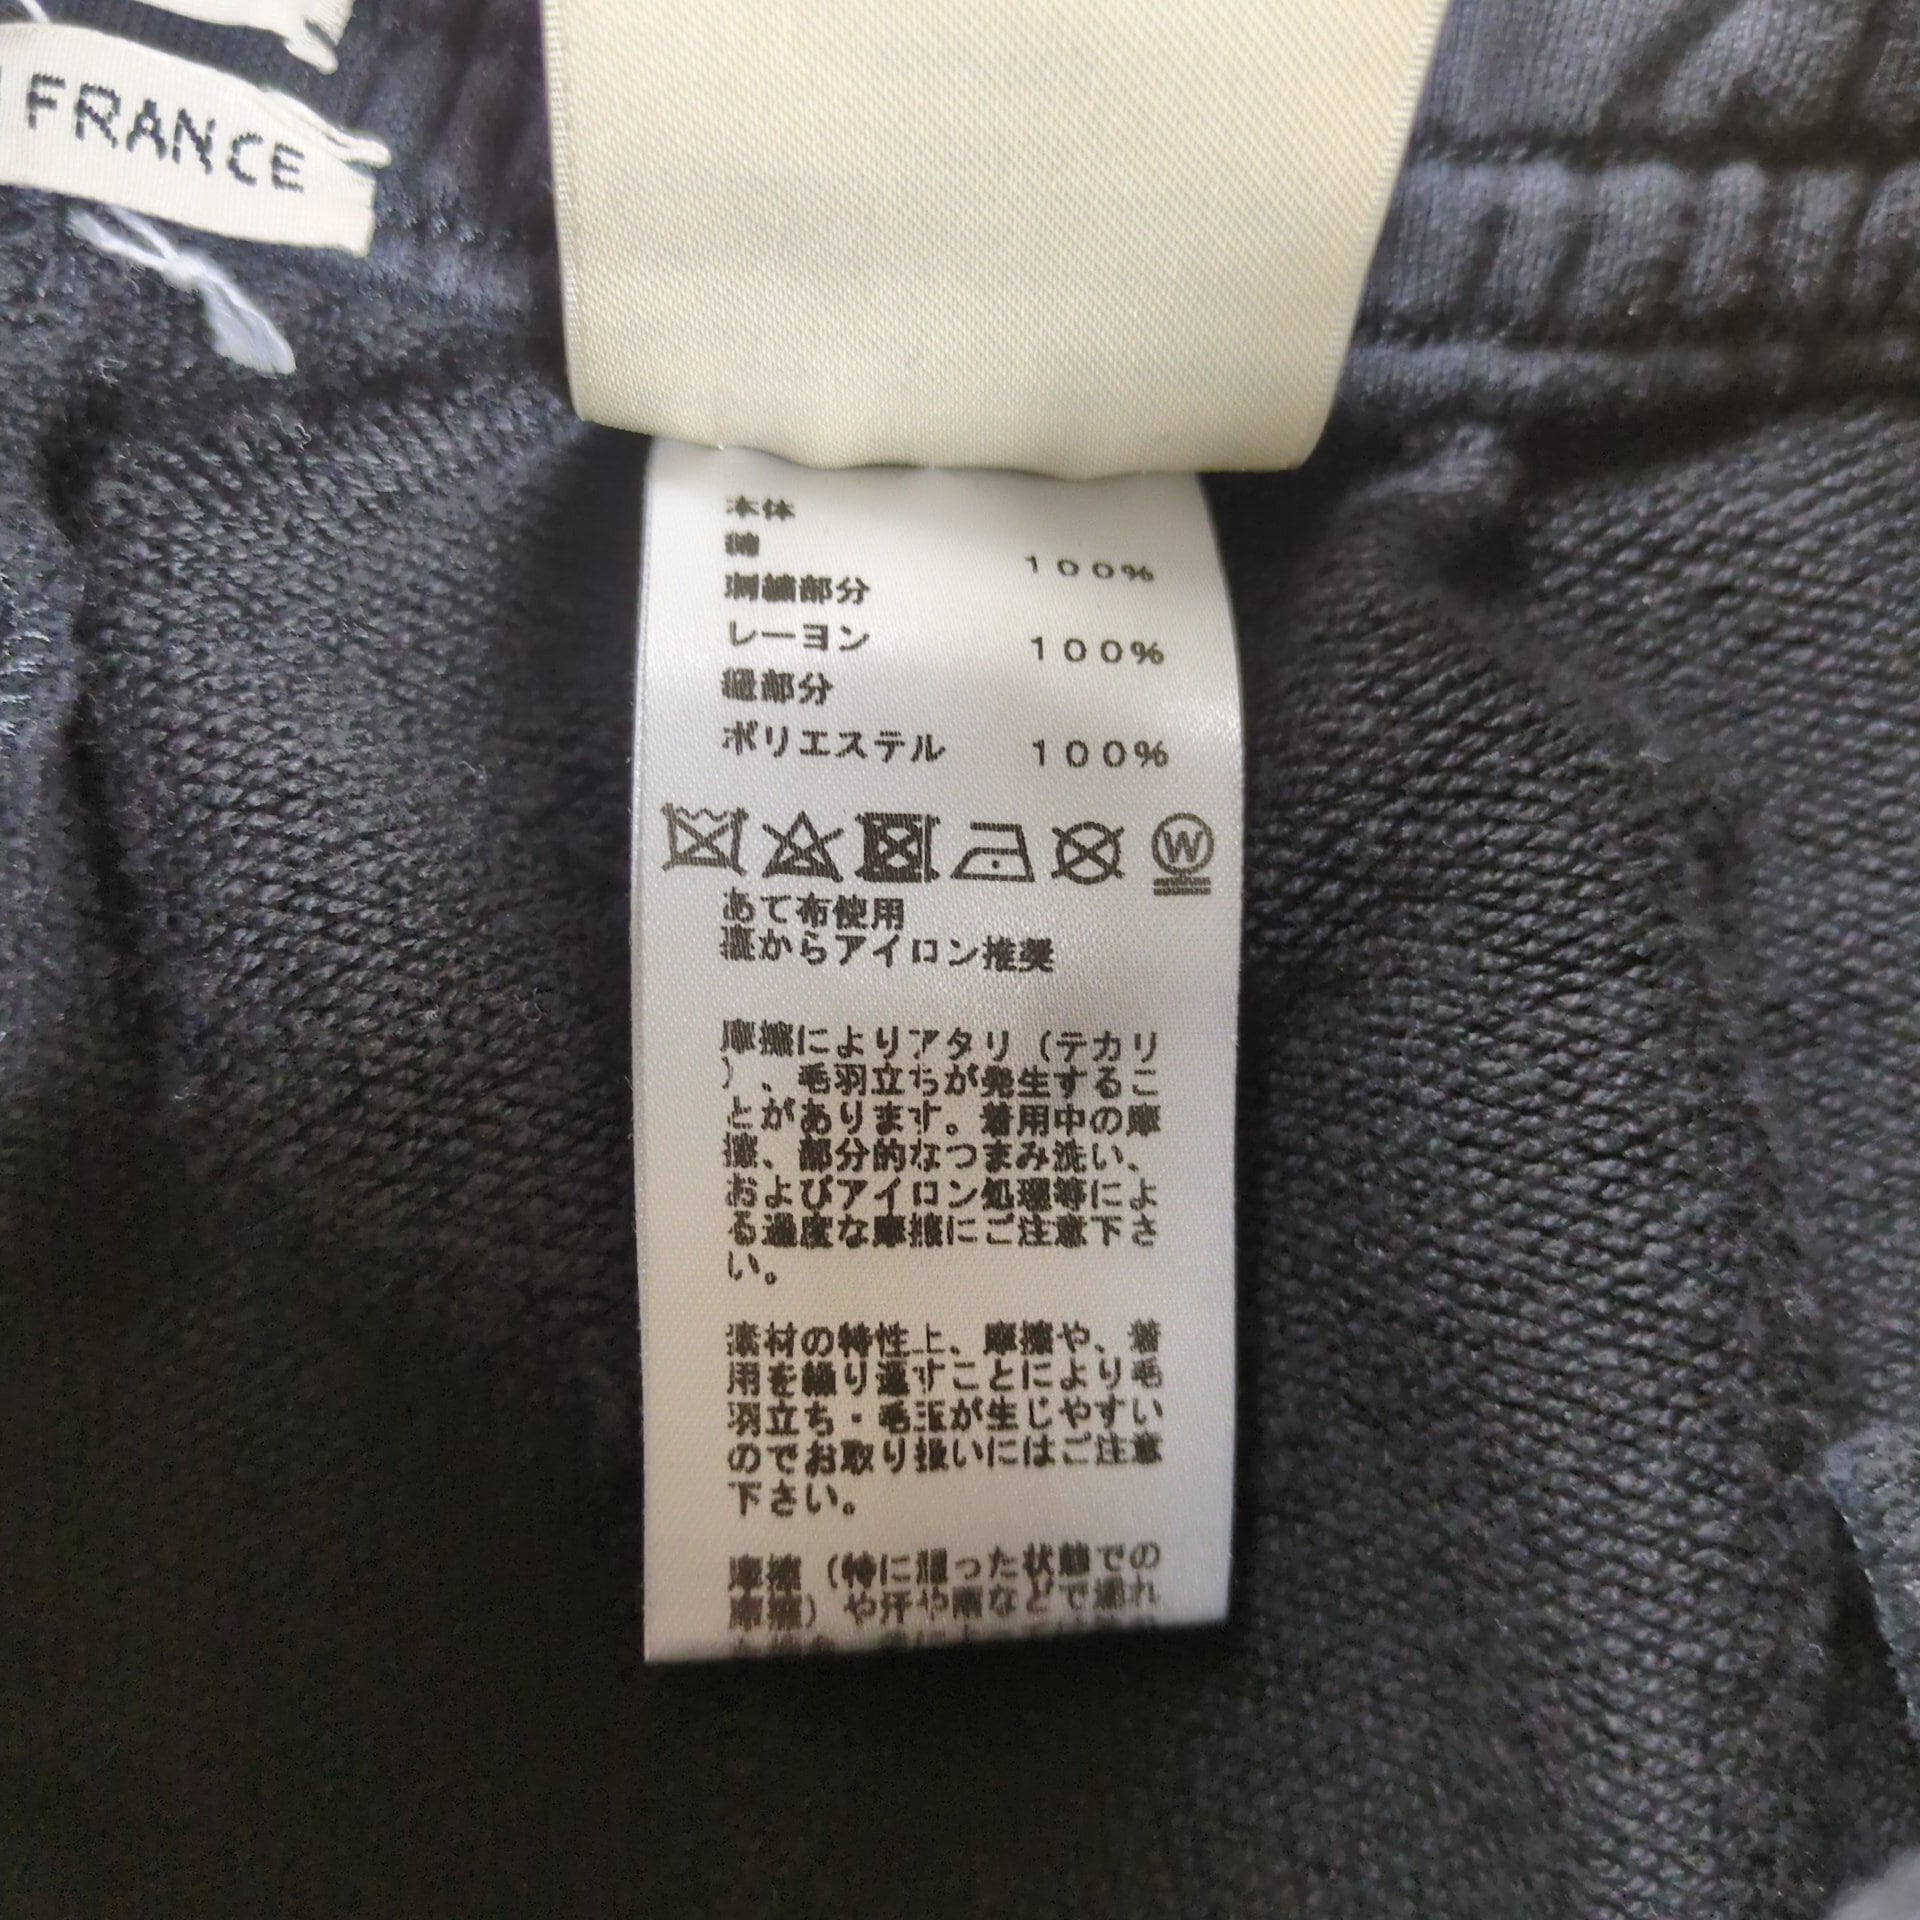 FRANCE
本体
綿 100%
刺繍部分
レーヨン 100%
紐部分
ポリエステル 100%
W
あて布使用
裏からアイロン推奨
摩擦によりアタリ（テカリ
）、毛羽立ちが発生するこ
とがあります。着用中の摩
擦、部分的なつまみ洗い、
およびアイロン処理等によ
る過度な摩擦にご注意下さ
い。
素材の特性上、摩擦や、着
用を繰り返すことにより毛
羽立ち・毛玉が生じやすい
のでお取り扱いにはご注意
下さい。
摩擦（特に湿った状態での
摩擦）や汗や雨などで濡れ